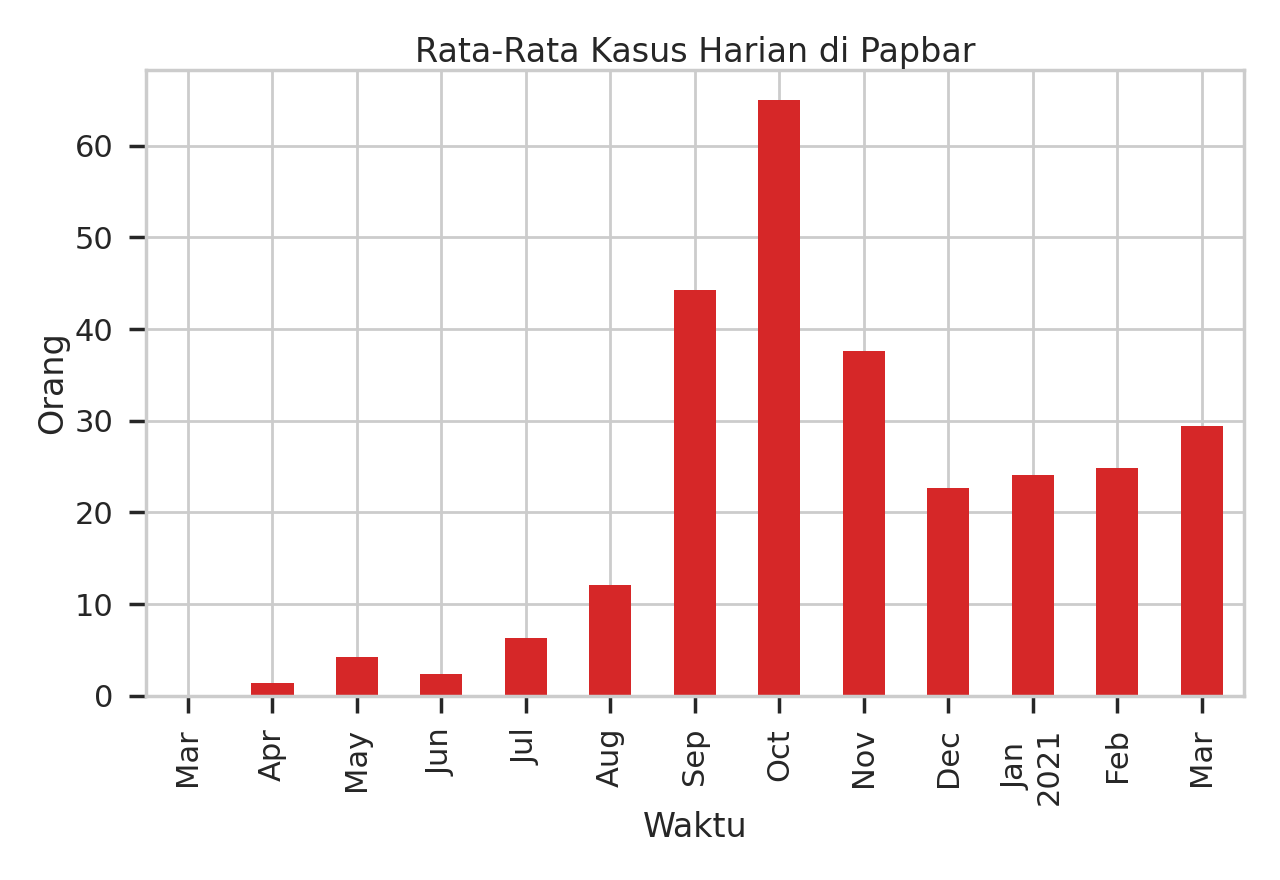 Rata-Rata Kasus Harian di Papbar
Orang
60
50
40
30
20
10
0
Mar
Apr
May
Jun
Jul
Aug
Sep
Oct
Nov
Dec
Jan
2021
Feb
Mar
Waktu